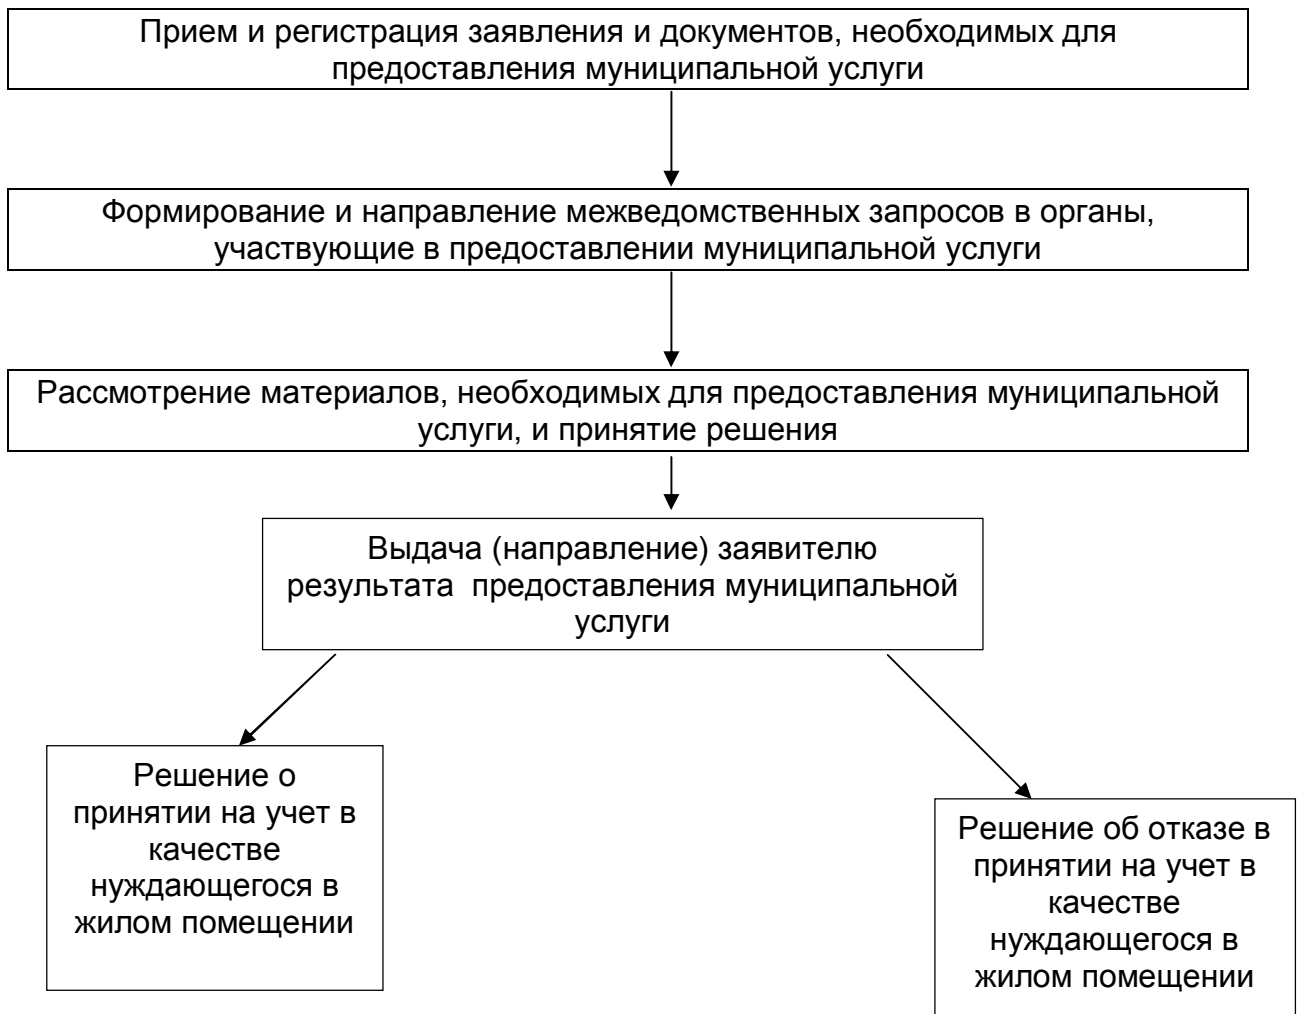 Прием и регистрация заявления и документов, необходимых для
предоставления муниципальной услуги
Формирование и направление межведомственных запросов в органы,
участвующие в предоставлении муниципальной услуги
Рассмотрение материалов, необходимых для предоставления муниципальной
услуги, и принятие решения
Выдача (направление) заявителю
результата предоставления муниципальной
услуги
Решение о
принятии на учет в
качестве
нуждающегося в
жилом помещении
Решение об отказе в
принятии на учет в
качестве
нуждающегося в
жилом помещении